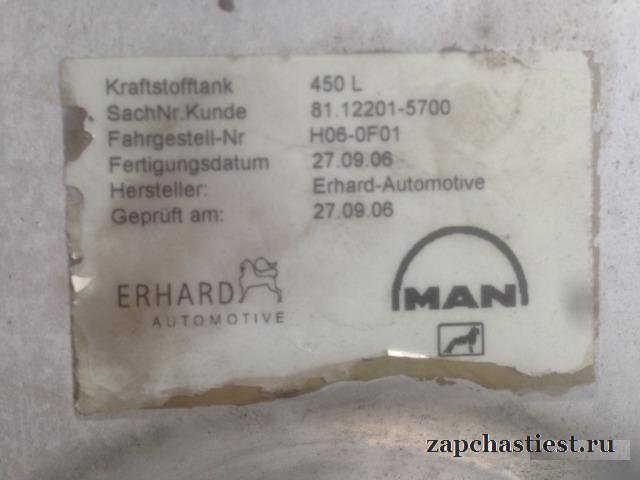 Kraftstofftank 450 L
SachNr.Kunde 81.12201-5700
Fahrgestell-Nr H06-0F01
Fertigungsdatum 27.09.06
Hersteller: Erhard-Automotive
Geprüft am: 27.09.06
ERHARD
AUTOMOTIVE
MAN
zapchastiest.ru